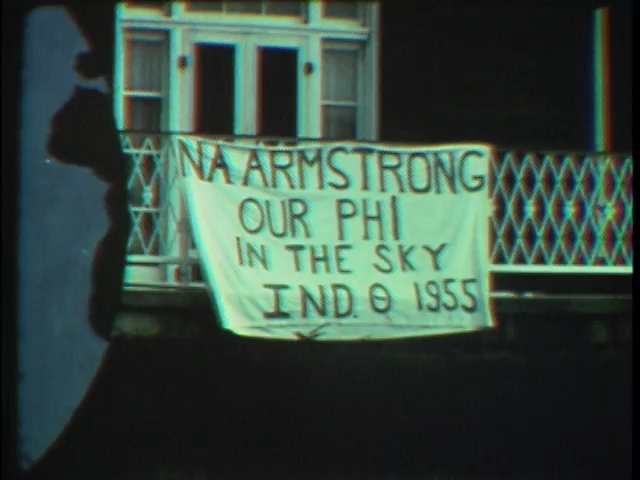 NA ARMSTRONG
OUR PHI
IN THE SKY
IND. Θ 1955